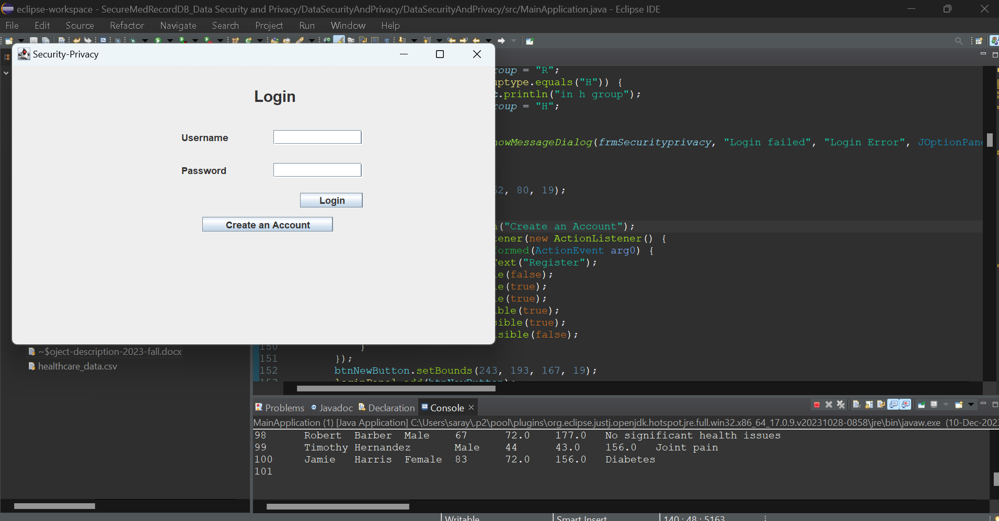 eclipse-workspace - SecureMedRecordDB_Data Security and Privacy/DataSecurityAndPrivacy/DataSecurityAndPrivacy/src/MainApplication.java - Eclipse IDE
File Edit Source Refactor Navigate Search Project Run Window Help
Security-Privacy
Login
Username
Password
Login
Create an Account
oup = "R";
ptype.equals("H")) {
.println("in h group");
oup = "H";
owMessageDialog(frmSecurityprivacy, "Login failed", "Login Error", JOptionPane
2, 80, 19);
("Create an Account");
ener(new ActionListener() {
ormed(ActionEvent arg0) {
ext("Register");
e(false);
e(true);
e(true);
ble(true);
ible(true);
sible(false);
150 }
151 });
152 btnNewButton.setBounds(243, 193, 167, 19);
~$oject-description-2023-fall.docx
healthcare_data.csv
Problems Javadoc Declaration Console
MainApplication (1) [Java Application] C:\Users\saray\.p2\pool\plugins\org.eclipse.justj.openjdk.hotspot.jre.full.win32.x86_64_17.0.9.v20231028-0858\jre\bin\javaw.exe (10-Dec-2023
98 Robert Barber Male 67 72.0 177.0 No significant health issues
99 Timothy Hernandez Male 44 43.0 156.0 Joint pain
100 Jamie Harris Female 83 72.0 156.0 Diabetes
101
Writable Smart Insert 140 : 48 : 5163